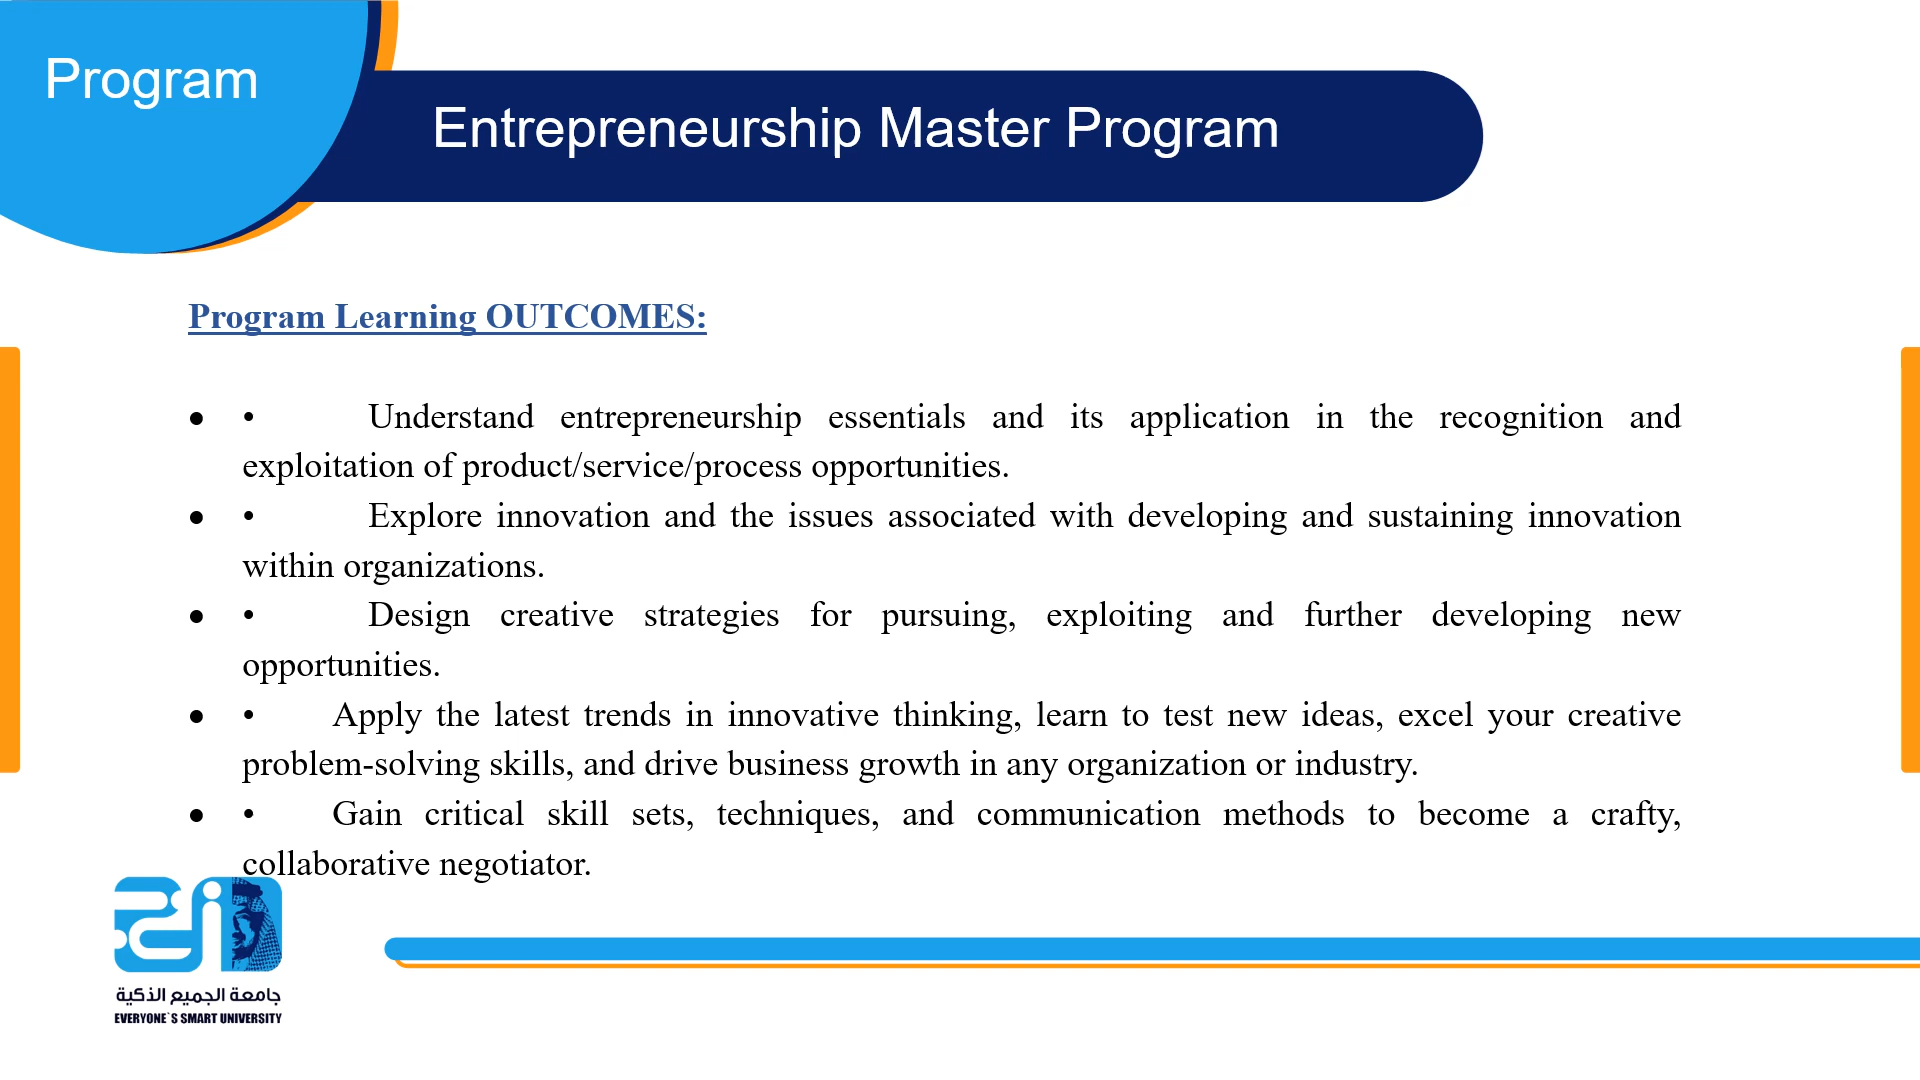 Program
Entrepreneurship Master Program
Program Learning OUTCOMES:
● • Understand entrepreneurship essentials and its application in the recognition and
exploitation of product/service/process opportunities.
● • Explore innovation and the issues associated with developing and sustaining innovation
within organizations.
● • Design creative strategies for pursuing, exploiting and further developing new
opportunities.
● • Apply the latest trends in innovative thinking, learn to test new ideas, excel your creative
problem-solving skills, and drive business growth in any organization or industry.
● • Gain critical skill sets, techniques, and communication methods to become a crafty,
collaborative negotiator.
جامعة الجميع الذكية
EVERYONE`S SMART UNIVERSITY